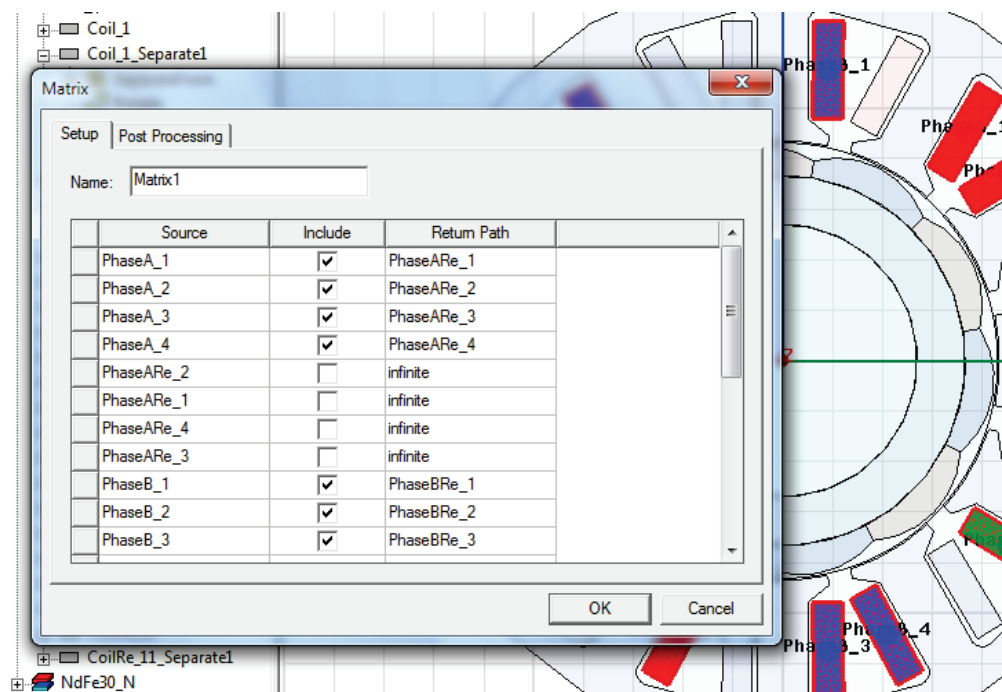 Coil_1
Coil_1_Separate1
Matrix
Setup
Post Processing
Name:
Matrix1
Source Include Return Path
PhaseA_1 PhaseARe_1
PhaseA_2 PhaseARe_2
PhaseA_3 PhaseARe_3
PhaseA_4 PhaseARe_4
PhaseARe_2 infinite
PhaseARe_1 infinite
PhaseARe_4 infinite
PhaseARe_3 infinite
PhaseB_1 PhaseBRe_1
PhaseB_2 PhaseBRe_2
PhaseB_3 PhaseBRe_3
OK Cancel
CoilRe_11_Separate1
NdFe30_N